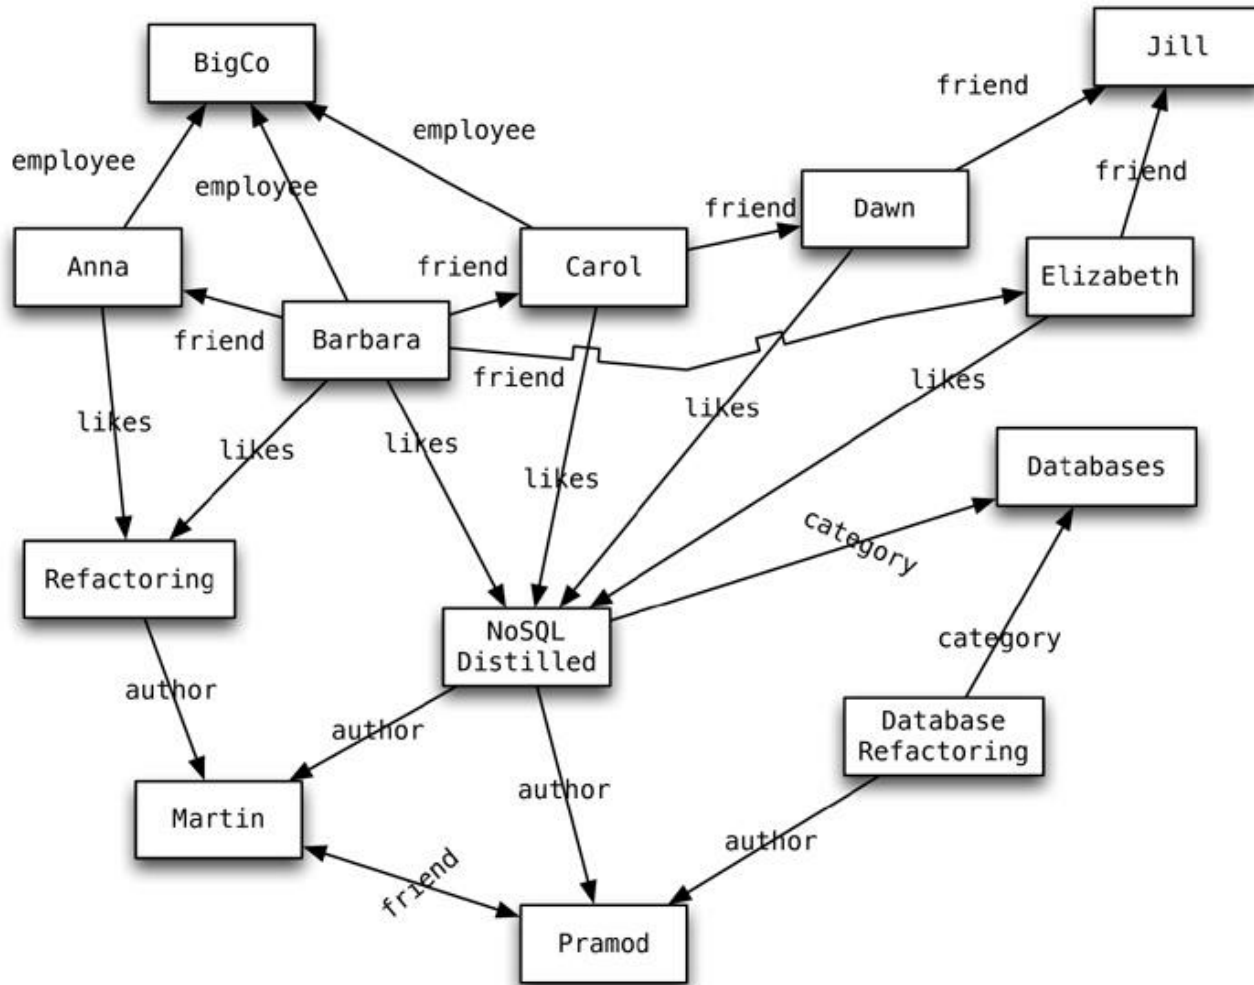 BigCo
Jill
friend
employee
employee
friend
employee
friend
Dawn
Anna
friend
Carol
Elizabeth
friend
Barbara
friend
likes
likes
likes
likes
likes
likes
Databases
category
Refactoring
NoSQL
Distilled
category
author
author
Database
Refactoring
author
Martin
author
friend
Pramod